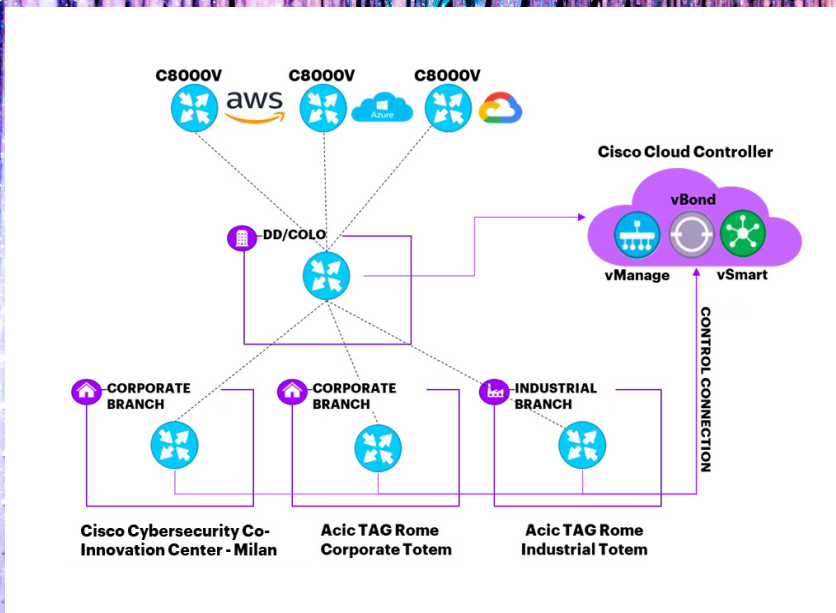 C8000V
C8000V
C8000V
aws
Azure
Cisco Cloud Controller
vBond
vManage
vSmart
DD/COLO
CONTROL CONNECTION
CORPORATE
BRANCH
CORPORATE
BRANCH
INDUSTRIAL
BRANCH
Cisco Cybersecurity Co-
Innovation Center - Milan
Acic TAG Rome
Corporate Totem
Acic TAG Rome
Industrial Totem